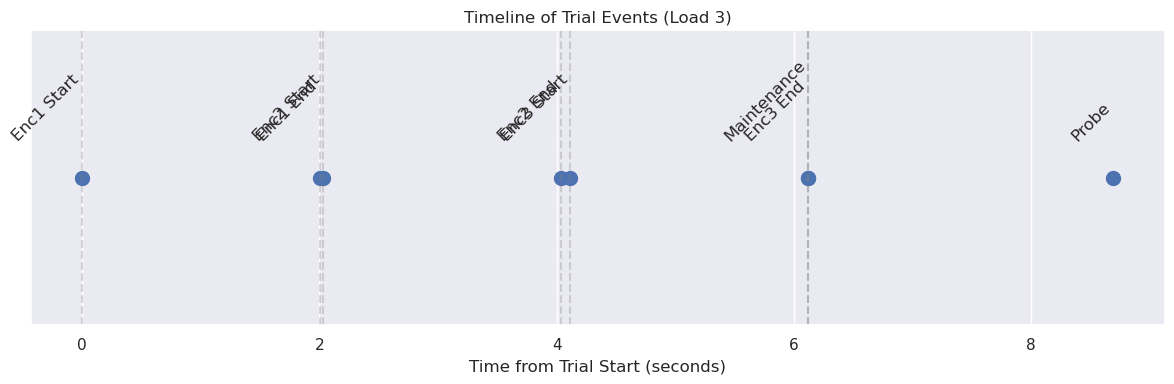 Timeline of Trial Events (Load 3)
Enc1 Start
Enc1 End
Enc2 Start
Enc2 End
Enc3 Start
Enc3 End
Maintenance
Probe
0 2 4 6 8
Time from Trial Start (seconds)